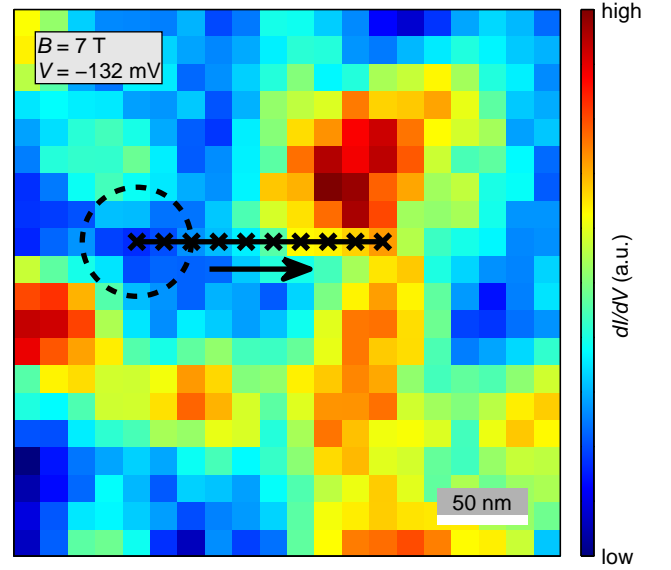 B = 7 T
V = −132 mV
high
dI/dV (a.u.)
50 nm
low